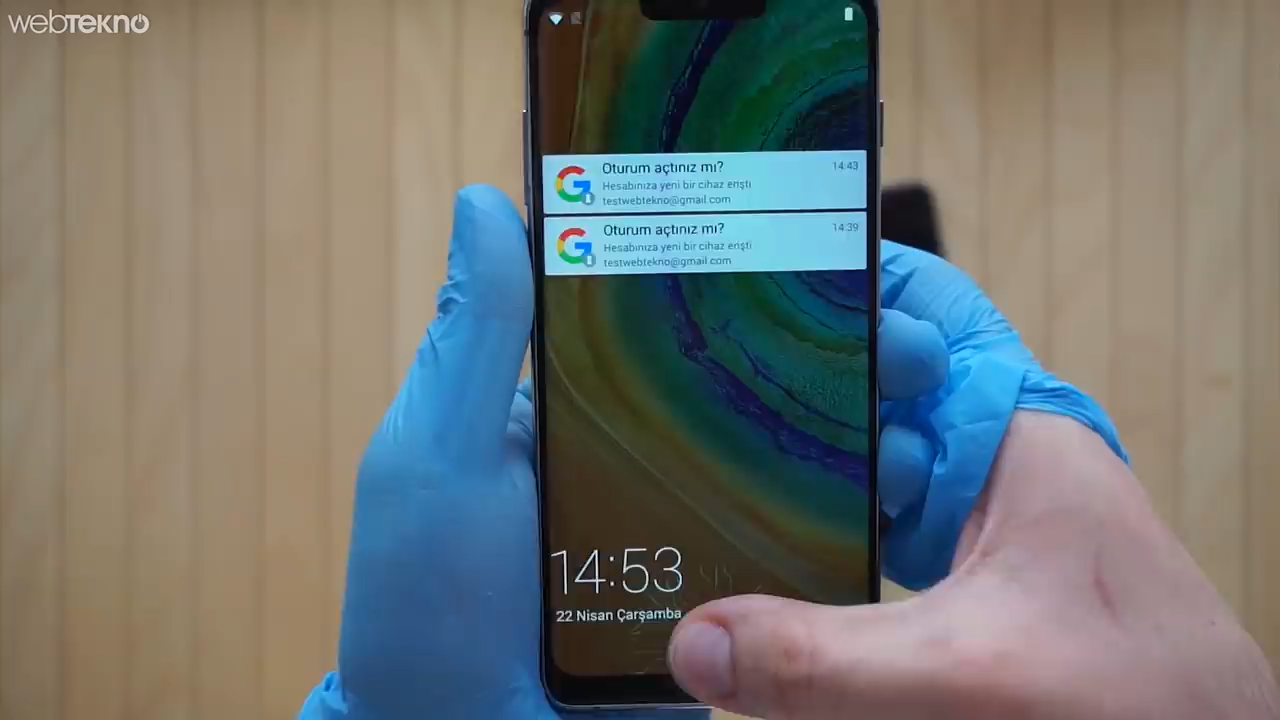 webtekno
Oturum açtınız mı?
14:43
Hesabınıza yeni bir cihaz erişti
testwebtekno@gmail.com
Oturum açtınız mı?
14:39
Hesabınıza yeni bir cihaz erişti
testwebtekno@gmail.com
14:53
22 Nisan Çarşamba